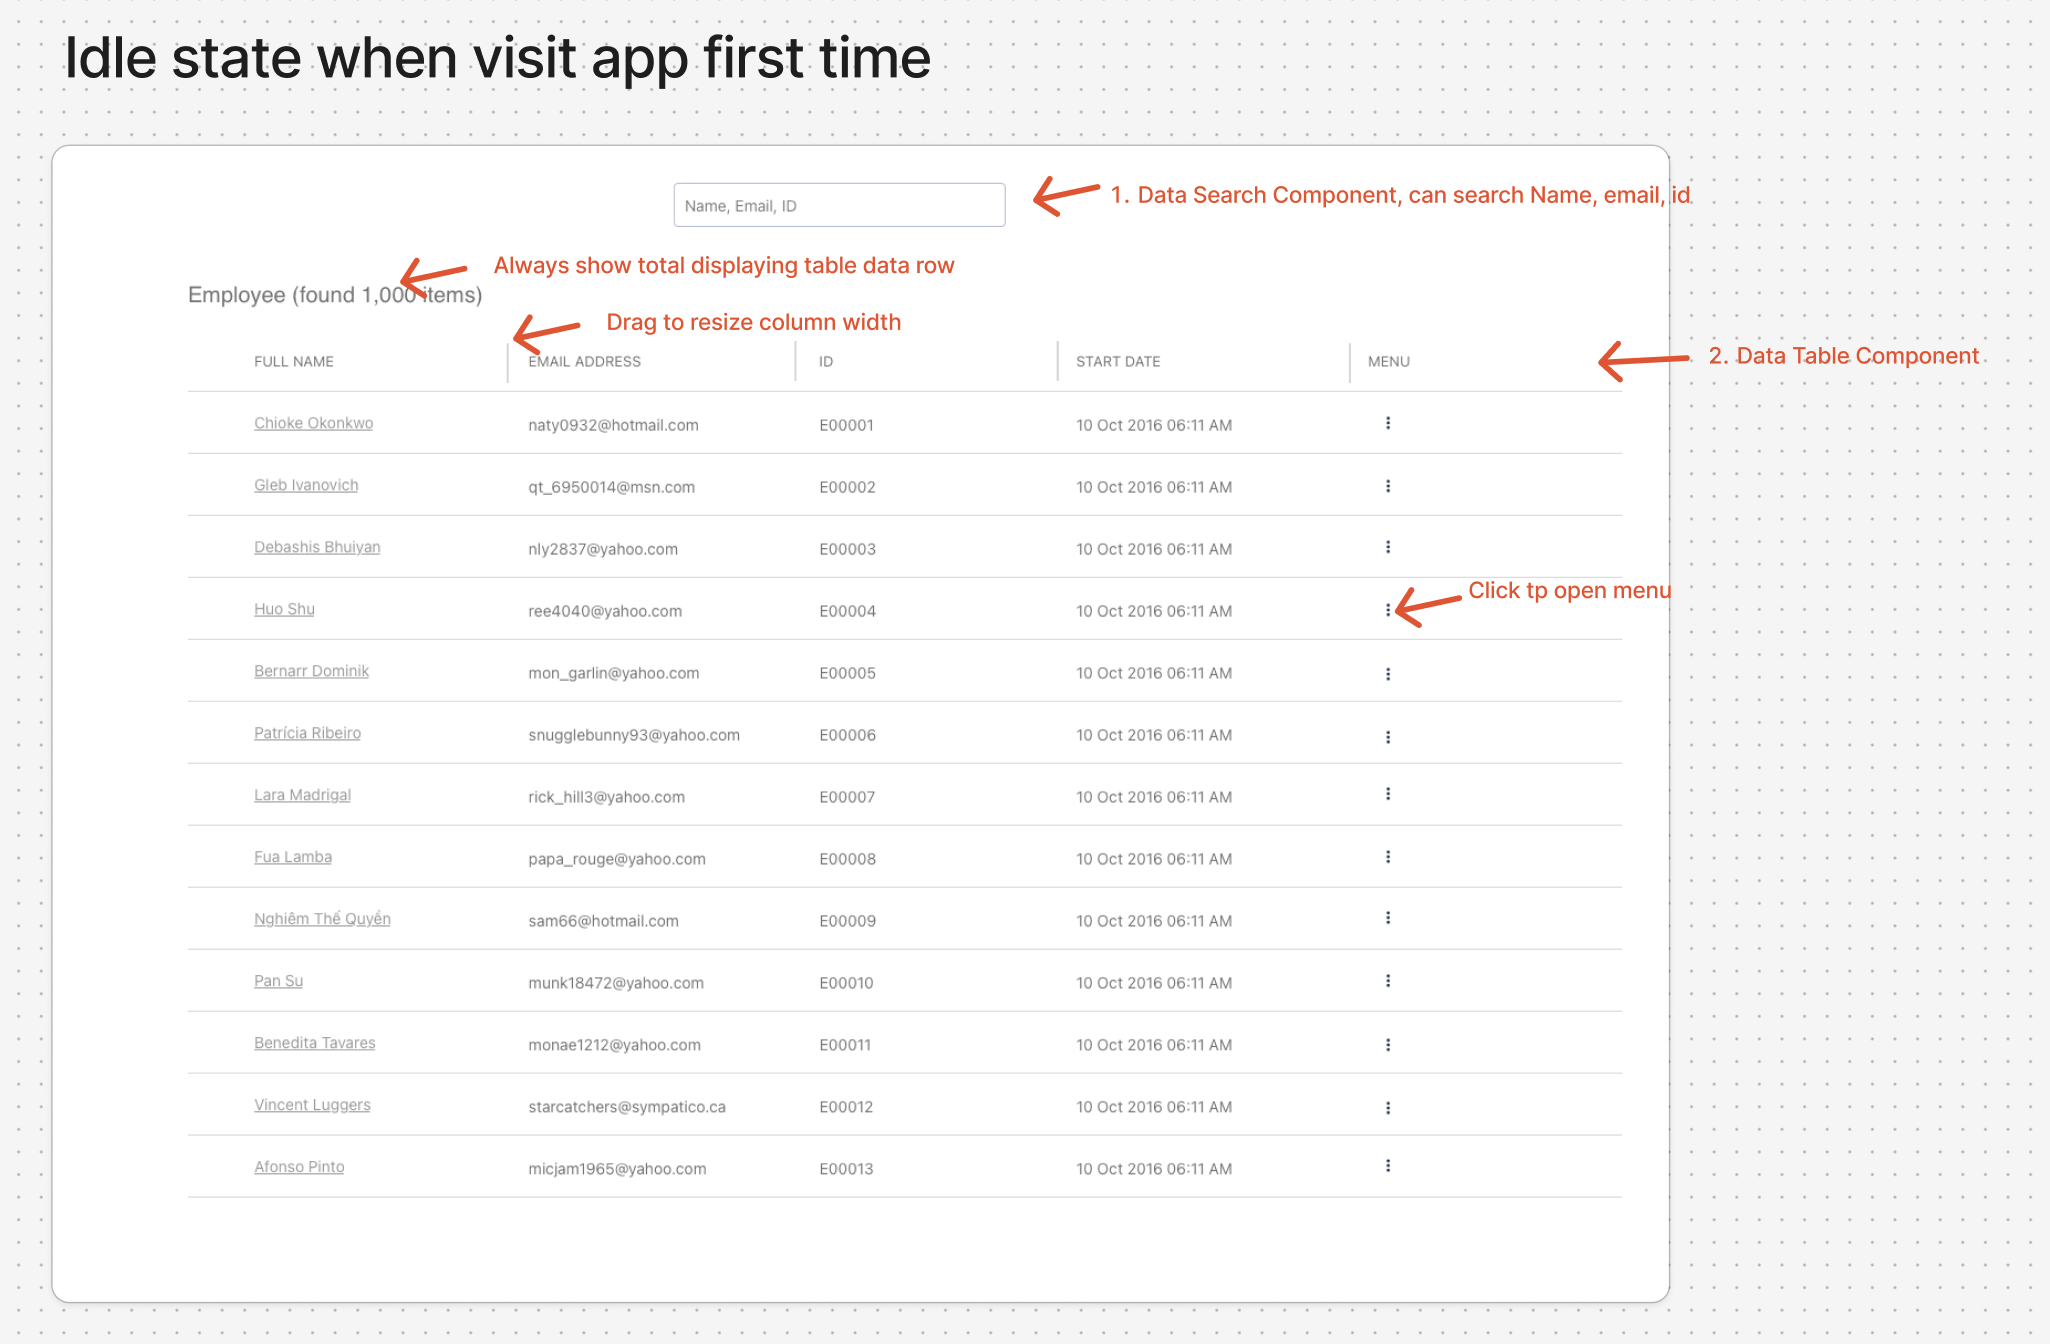 Idle state when visit app first time
Name, Email, ID
1. Data Search Component, can search Name, email, id
Always show total displaying table data row
Employee (found 1,000 items)
Drag to resize column width
FULL NAME EMAIL ADDRESS ID START DATE MENU
2. Data Table Component
Chioke Okonkwo naty0932@hotmail.com E00001 10 Oct 2016 06:11 AM
Gleb Ivanovich qt_6950014@msn.com E00002 10 Oct 2016 06:11 AM
Debashis Bhuiyan nly2837@yahoo.com E00003 10 Oct 2016 06:11 AM
Click tp open menu
Huo Shu ree4040@yahoo.com E00004 10 Oct 2016 06:11 AM
Bernarr Dominik mon_garlin@yahoo.com E00005 10 Oct 2016 06:11 AM
Patrícia Ribeiro snugglebunny93@yahoo.com E00006 10 Oct 2016 06:11 AM
Lara Madrigal rick_hill3@yahoo.com E00007 10 Oct 2016 06:11 AM
Fua Lamba papa_rouge@yahoo.com E00008 10 Oct 2016 06:11 AM
Nghiêm Thế Quyền sam66@hotmail.com E00009 10 Oct 2016 06:11 AM
Pan Su munk18472@yahoo.com E00010 10 Oct 2016 06:11 AM
Benedita Tavares monae1212@yahoo.com E00011 10 Oct 2016 06:11 AM
Vincent Luggers starcatchers@sympatico.ca E00012 10 Oct 2016 06:11 AM
Afonso Pinto micjam1965@yahoo.com E00013 10 Oct 2016 06:11 AM